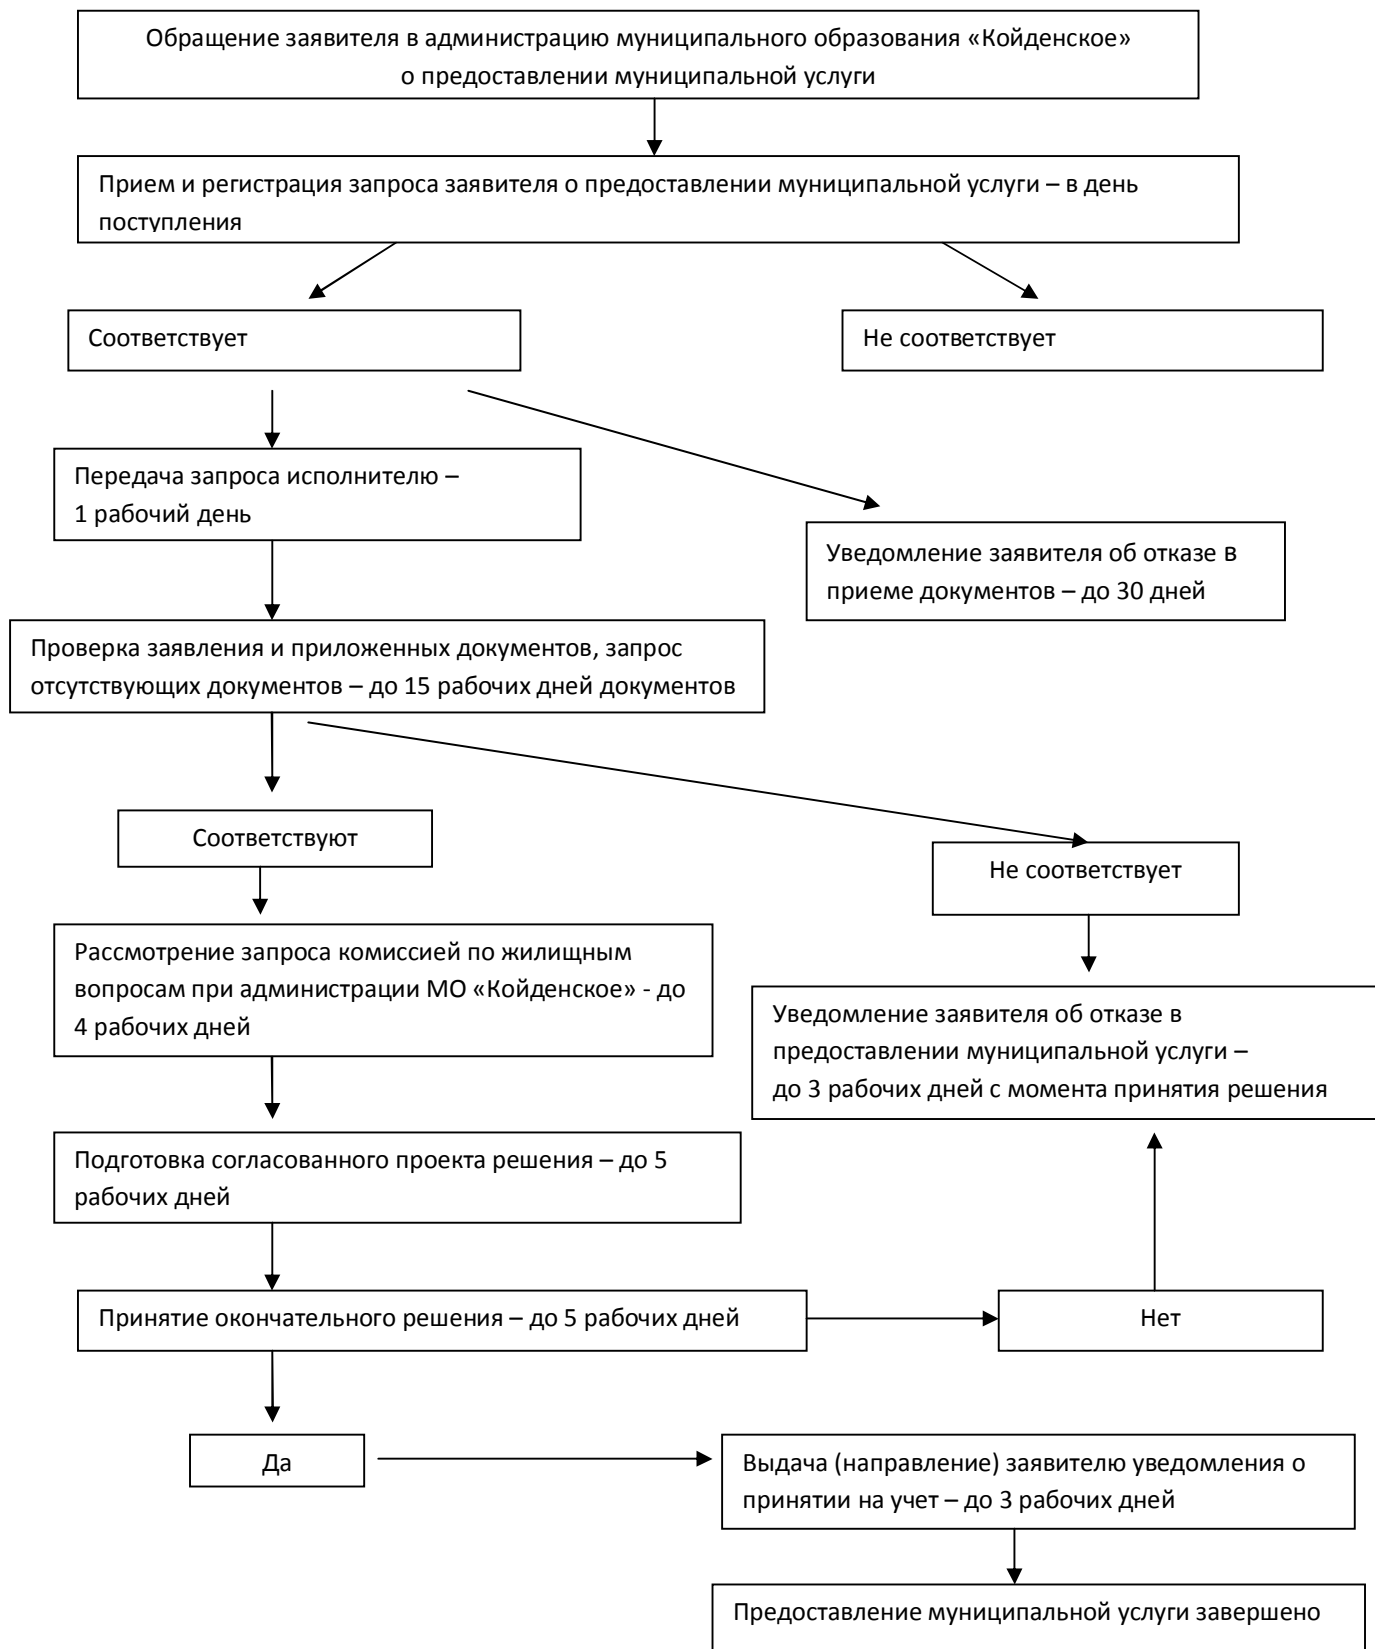 Обращение заявителя в администрацию муниципального образования «Койденское»
о предоставлении муниципальной услуги
Прием и регистрация запроса заявителя о предоставлении муниципальной услуги – в день
поступления
Соответствует
Не соответствует
Передача запроса исполнителю –
1 рабочий день
Уведомление заявителя об отказе в
приеме документов – до 30 дней
Проверка заявления и приложенных документов, запрос
отсутствующих документов – до 15 рабочих дней документов
Соответствуют
Не соответствует
Рассмотрение запроса комиссией по жилищным
вопросам при администрации МО «Койденское» - до
4 рабочих дней
Уведомление заявителя об отказе в
предоставлении муниципальной услуги –
до 3 рабочих дней с момента принятия решения
Подготовка согласованного проекта решения – до 5
рабочих дней
Принятие окончательного решения – до 5 рабочих дней
Нет
Да
Выдача (направление) заявителю уведомления о
принятии на учет – до 3 рабочих дней
Предоставление муниципальной услуги завершено